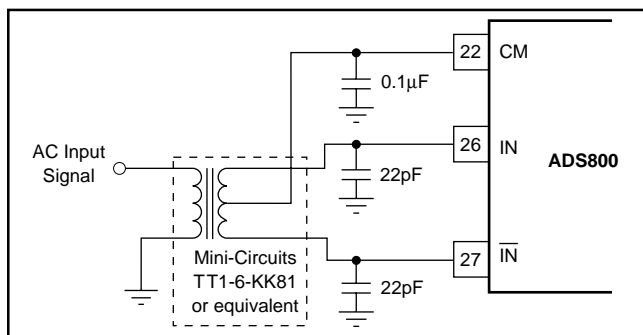 22 CM
0.1µF
AC Input
Signal
26 IN
ADS800
22pF
Mini-Circuits
TT1-6-KK81
or equivalent
27 I̅N̅
22pF